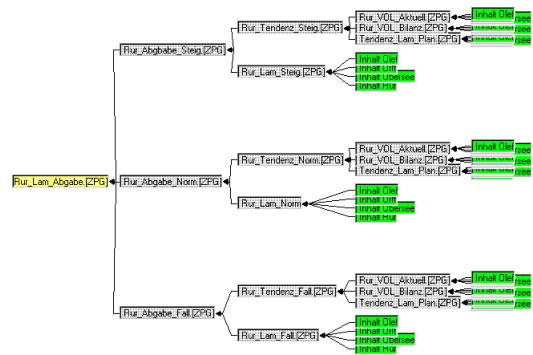 Rur_VOL_Aktuell.[ZPG]
Inhalt Olef
Rur_Tendenz_Steig.[ZPG]
Rur_VOL_Bilanz.[ZPG]
Tendenz_Lam_Plan.[ZPG]
Rur_Abgbabe_Steig.[ZPG]
Inhalt Olef
Rur_Lam_Steig.[ZPG]
Inhalt Urft
Inhalt Obersee
Inhalt Rur
Rur_VOL_Aktuell.[ZPG]
Inhalt Olef
Rur_Tendenz_Norm.[ZPG]
Rur_VOL_Bilanz.[ZPG]
Tendenz_Lam_Plan.[ZPG]
Rur_Lam_Abgabe.[ZPG]
Rur_Abgabe_Norm.[ZPG]
Inhalt Olef
Rur_Lam_Norm
Inhalt Urft
Inhalt Obersee
Inhalt Rur
Rur_VOL_Aktuell.[ZPG]
Inhalt Olef
Rur_Tendenz_Fall.[ZPG]
Rur_VOL_Bilanz.[ZPG]
Tendenz_Lam_Plan.[ZPG]
Rur_Abgabe_Fall.[ZPG]
Inhalt Olef
Rur_Lam_Fall.[ZPG]
Inhalt Urft
Inhalt Obersee
Inhalt Rur